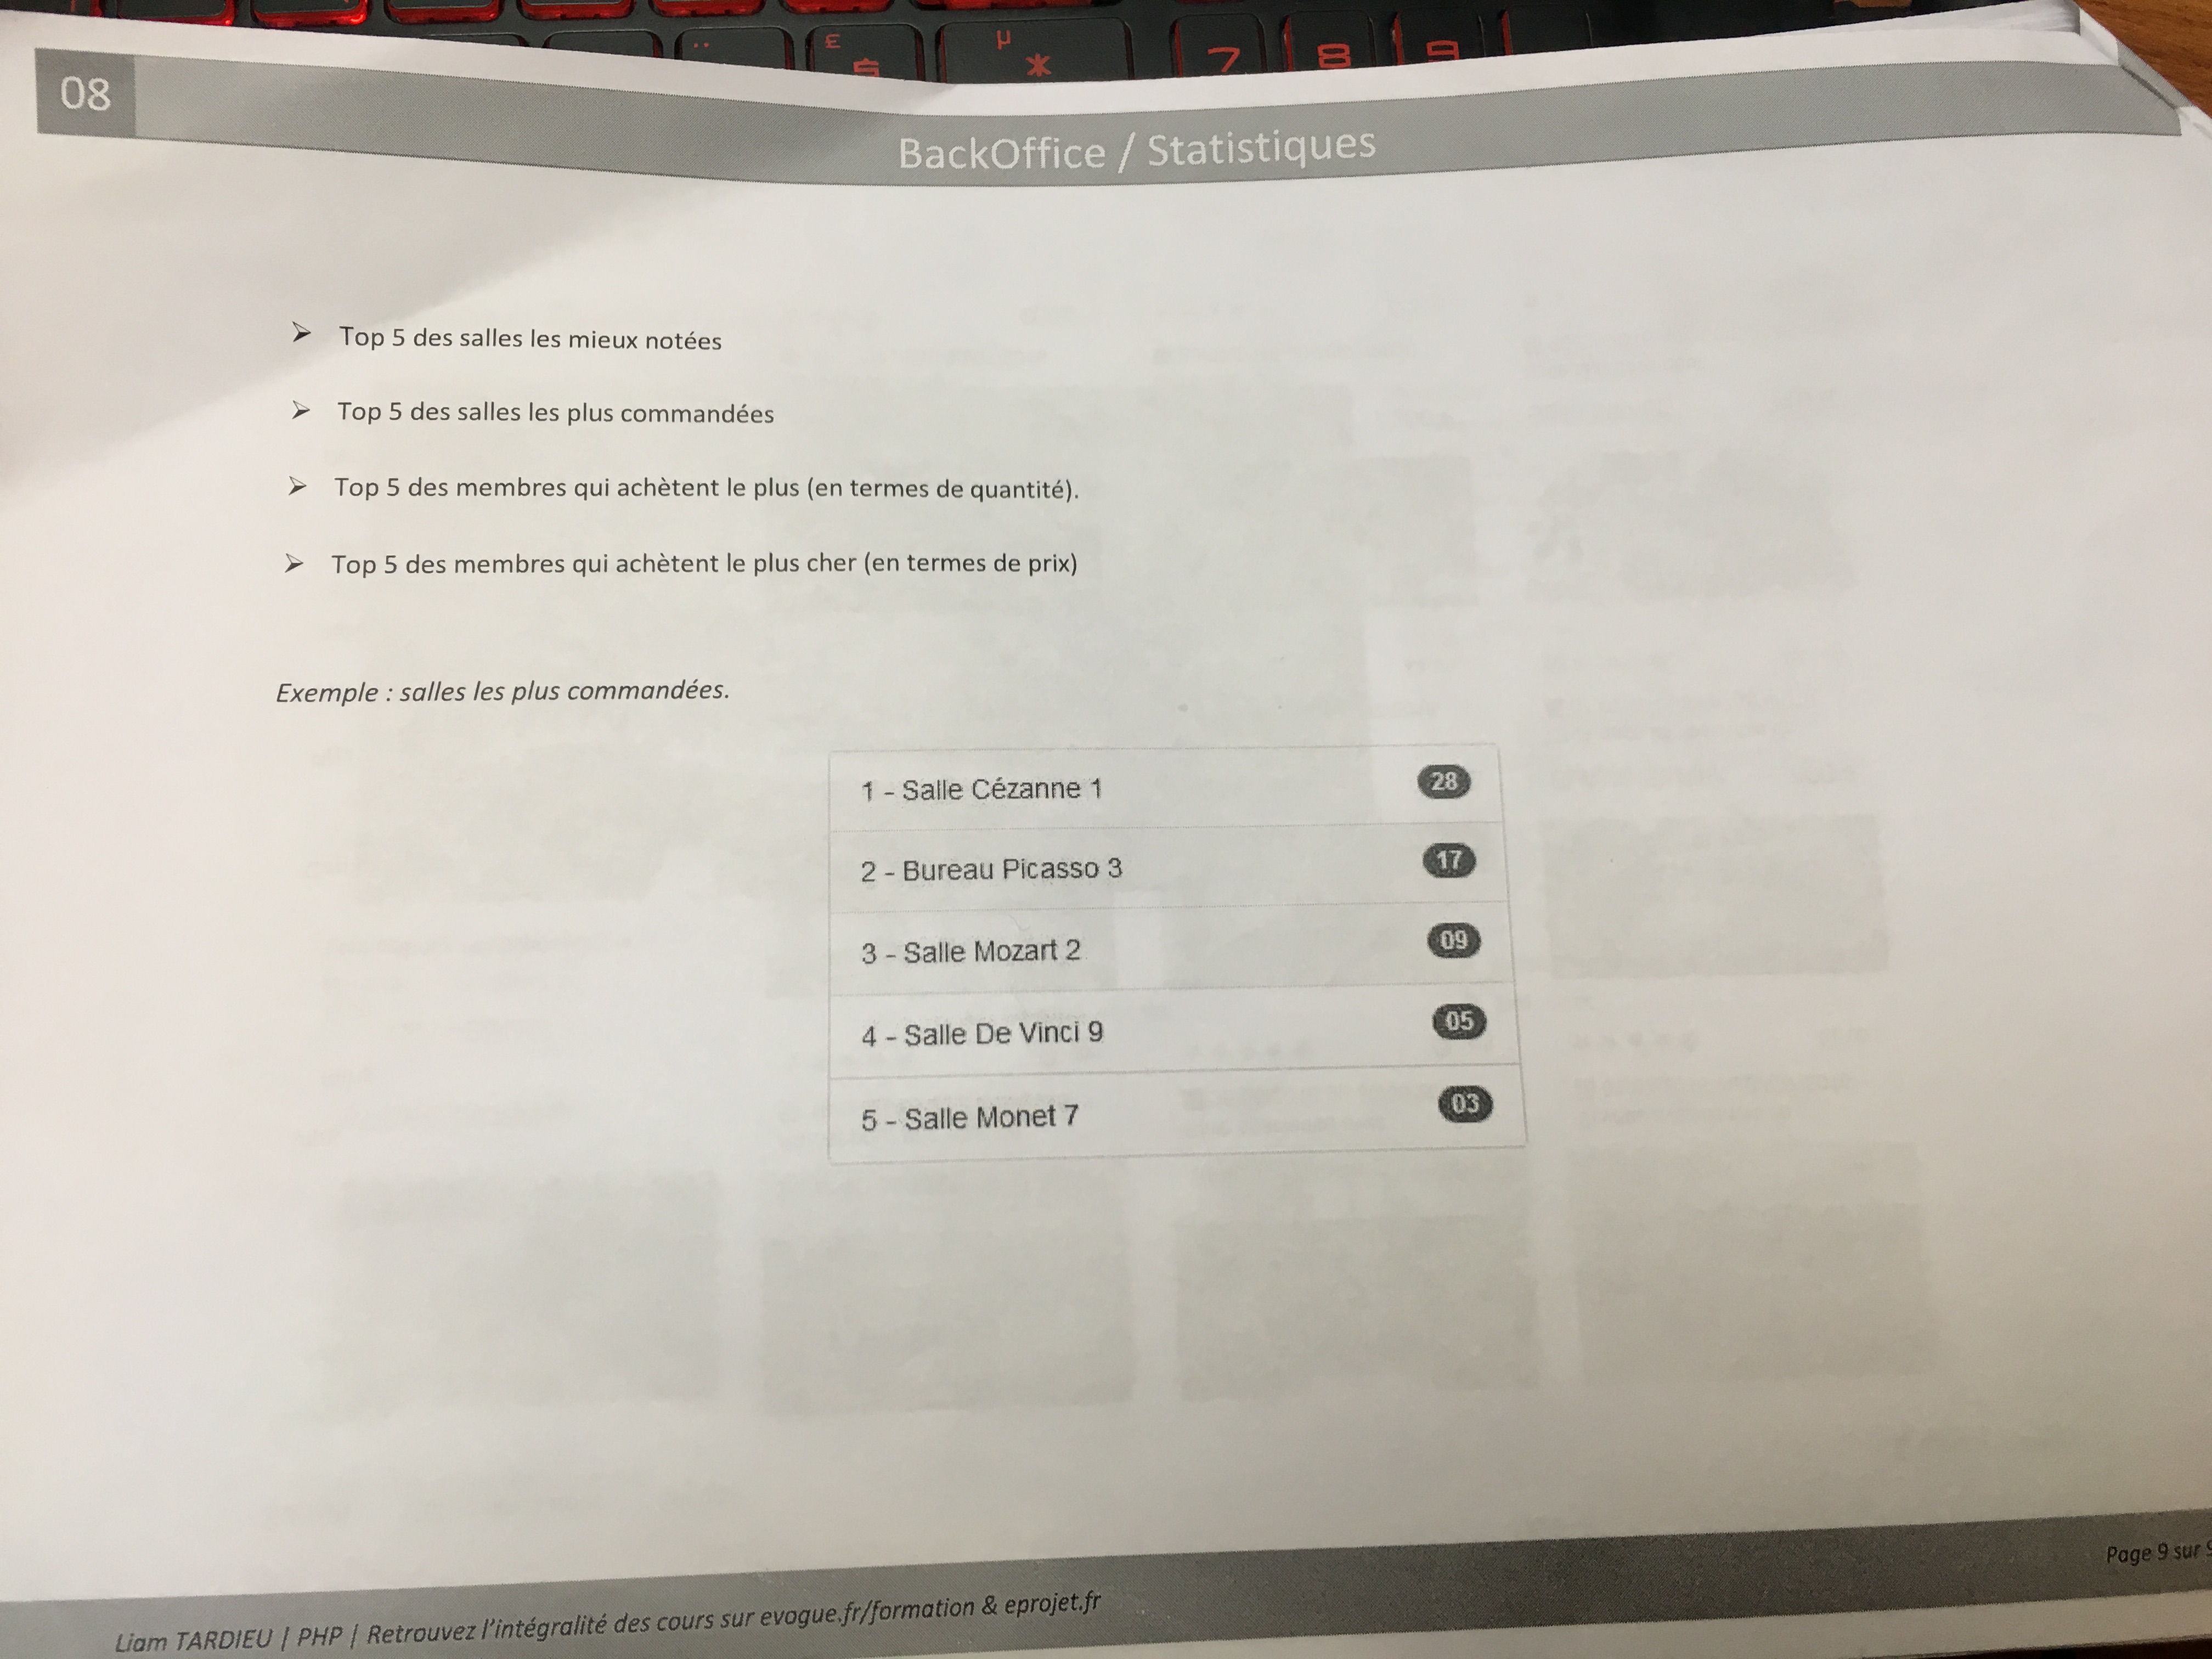 08
BackOffice / Statistiques
➢ Top 5 des salles les mieux notées
➢ Top 5 des salles les plus commandées
➢ Top 5 des membres qui achètent le plus (en termes de quantité).
➢ Top 5 des membres qui achètent le plus cher (en termes de prix)
Exemple : salles les plus commandées.
1 - Salle Cézanne 1 28
2 - Bureau Picasso 3 17
3 - Salle Mozart 2 09
4 - Salle De Vinci 9 05
5 - Salle Monet 7 03
Liam TARDIEU | PHP | Retrouvez l'intégralité des cours sur evogue.fr/formation & eprojet.fr
Page 9 sur 9
£
µ
*
7
8
9